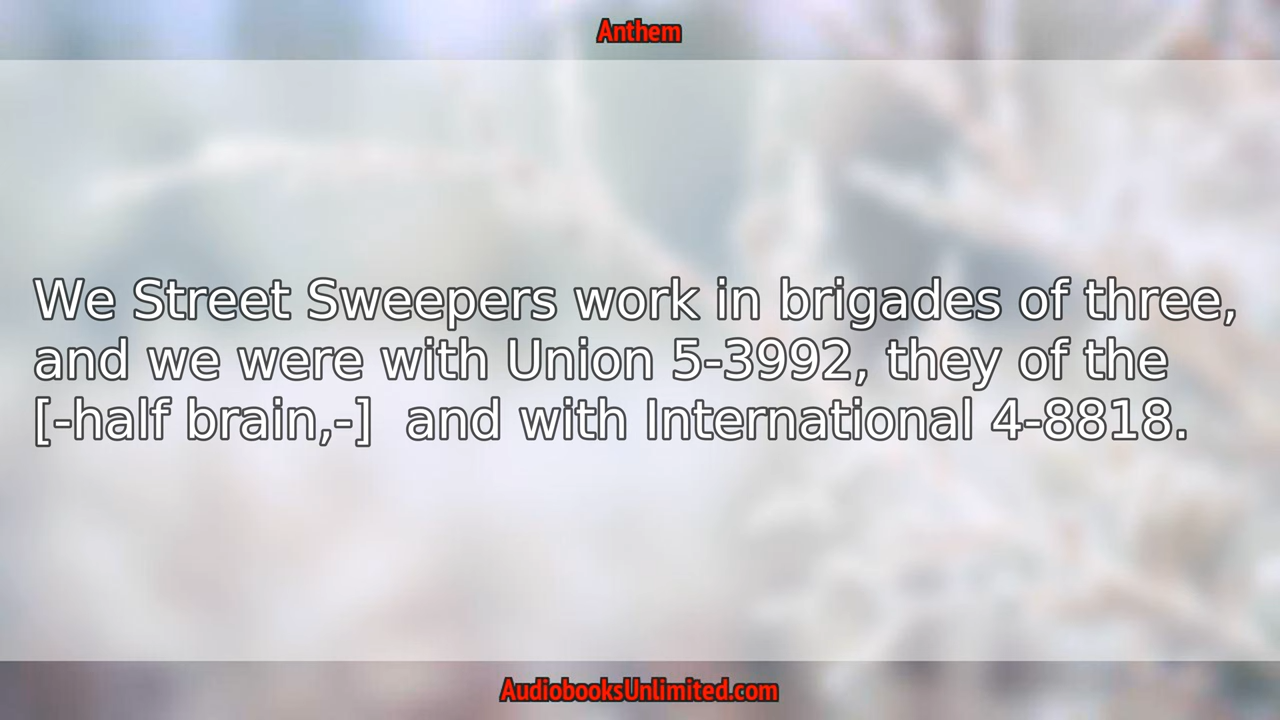 Anthem
We Street Sweepers work in brigades of three,
and we were with Union 5-3992, they of the
[-half brain,-]  and with International 4-8818.
AudiobooksUnlimited.com